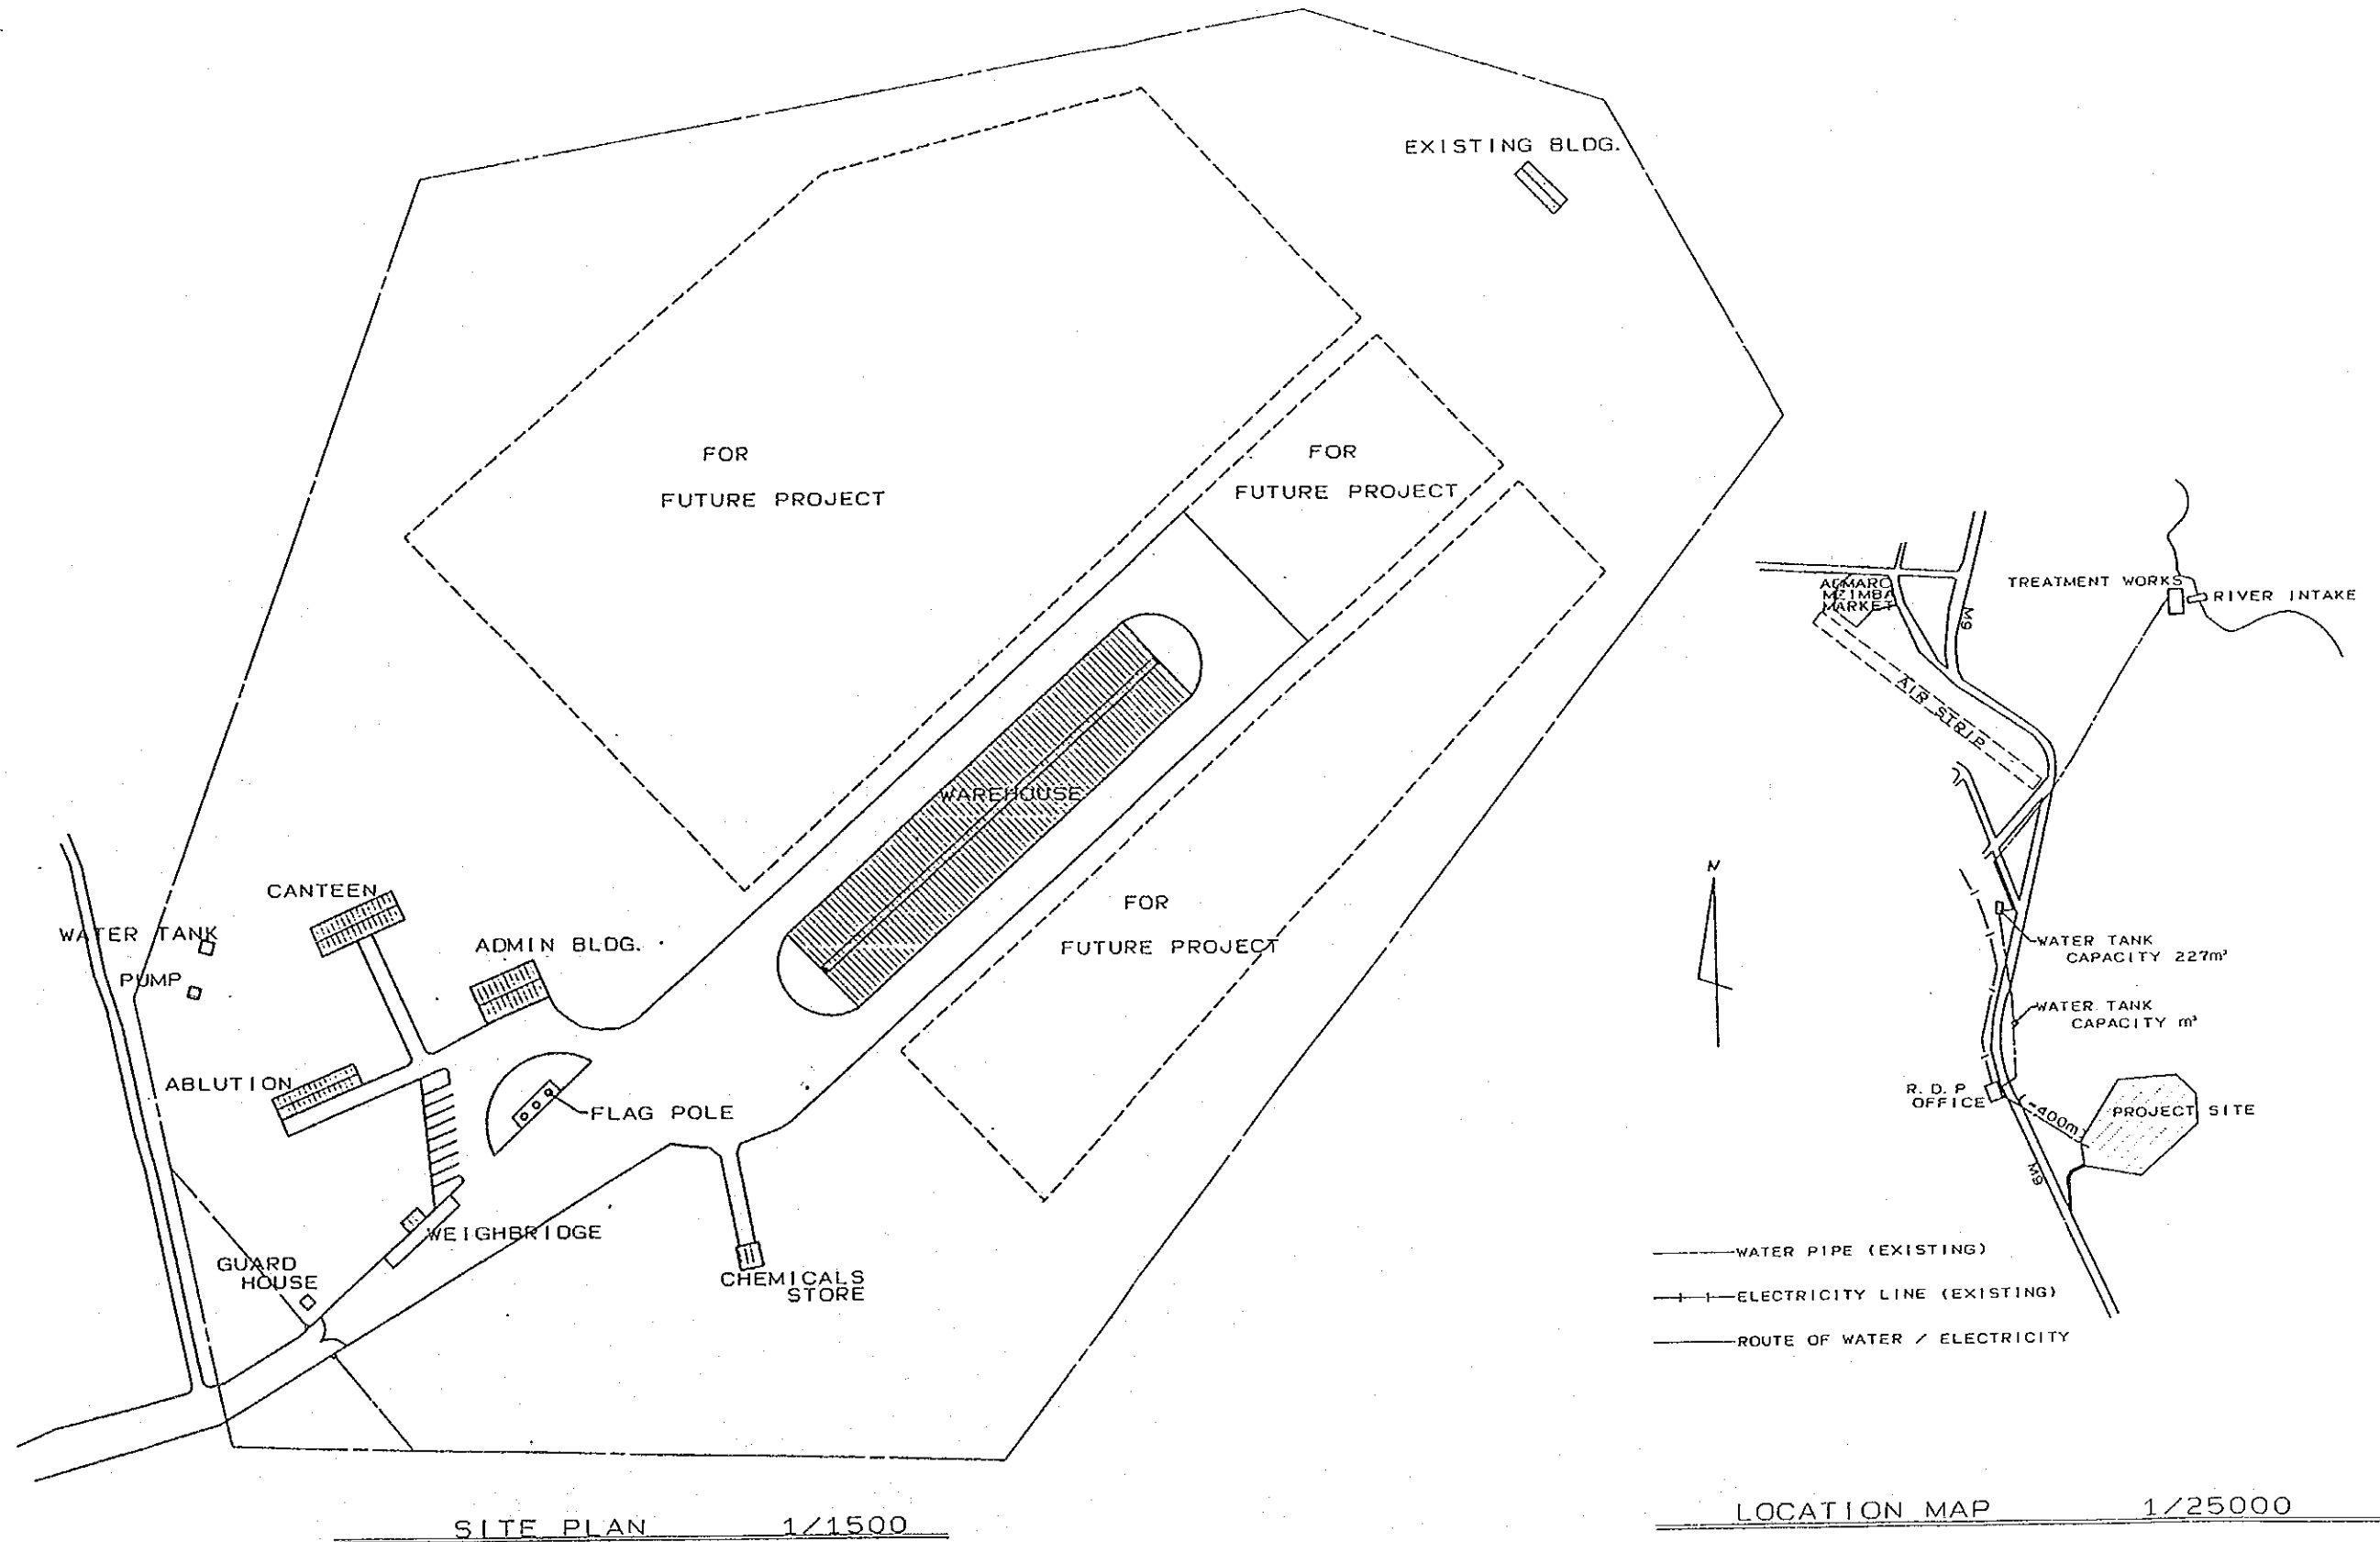 EXISTING BLDG.
FOR
FUTURE PROJECT
FOR
FUTURE PROJECT
WAREHOUSE
FOR
FUTURE PROJECT
CANTEEN
WATER TANK
PUMP
ADMIN BLDG.
ABLUTION
FLAG POLE
WEIGHBRIDGE
GUARD
HOUSE
CHEMICALS
STORE
SITE PLAN 1/1500
ADMARC
MZIMBA
MARKET
M9
TREATMENT WORKS
RIVER INTAKE
AIR STRIP
N
WATER TANK
CAPACITY 227m³
WATER TANK
CAPACITY m³
R.D.P
OFFICE
(~400m)
PROJECT SITE
M9
WATER PIPE (EXISTING)
ELECTRICITY LINE (EXISTING)
ROUTE OF WATER / ELECTRICITY
LOCATION MAP 1/25000